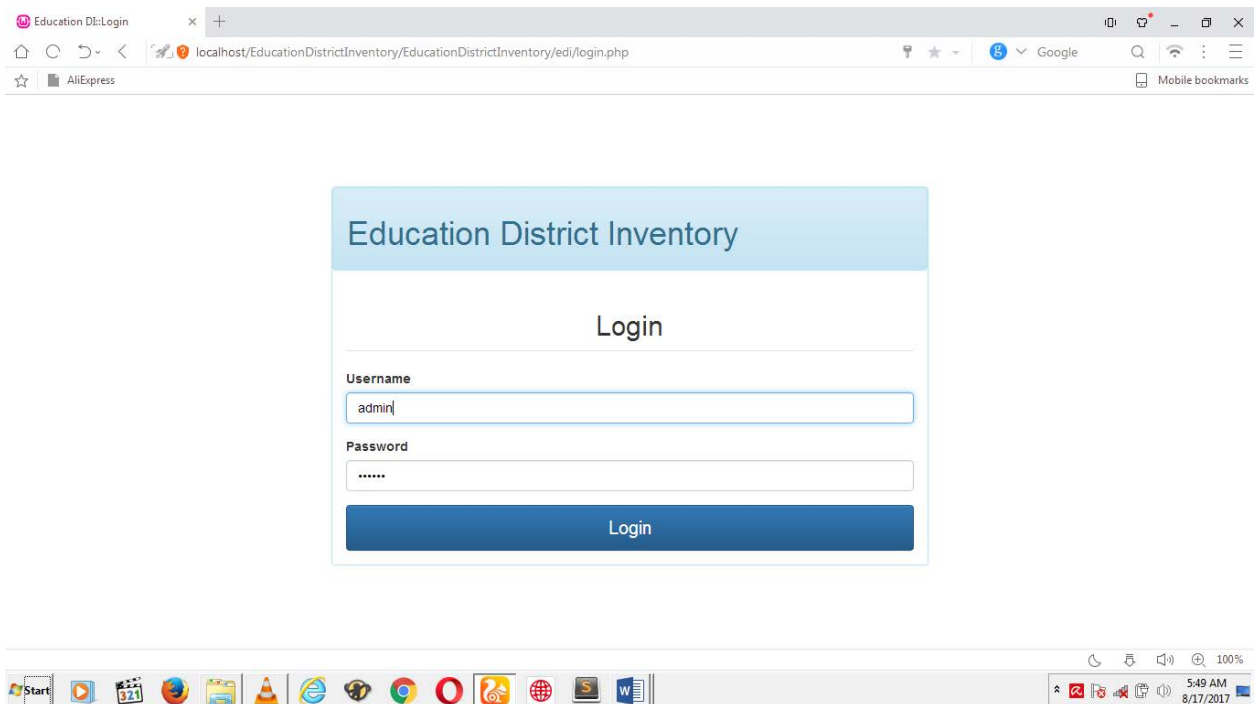 Education DI::Login
localhost/EducationDistrictInventory/EducationDistrictInventory/edi/login.php
Google
AliExpress
Mobile bookmarks
Education District Inventory
Login
Username
admin
Password
••••••
Login
100%
Start
321
5:49 AM
8/17/2017